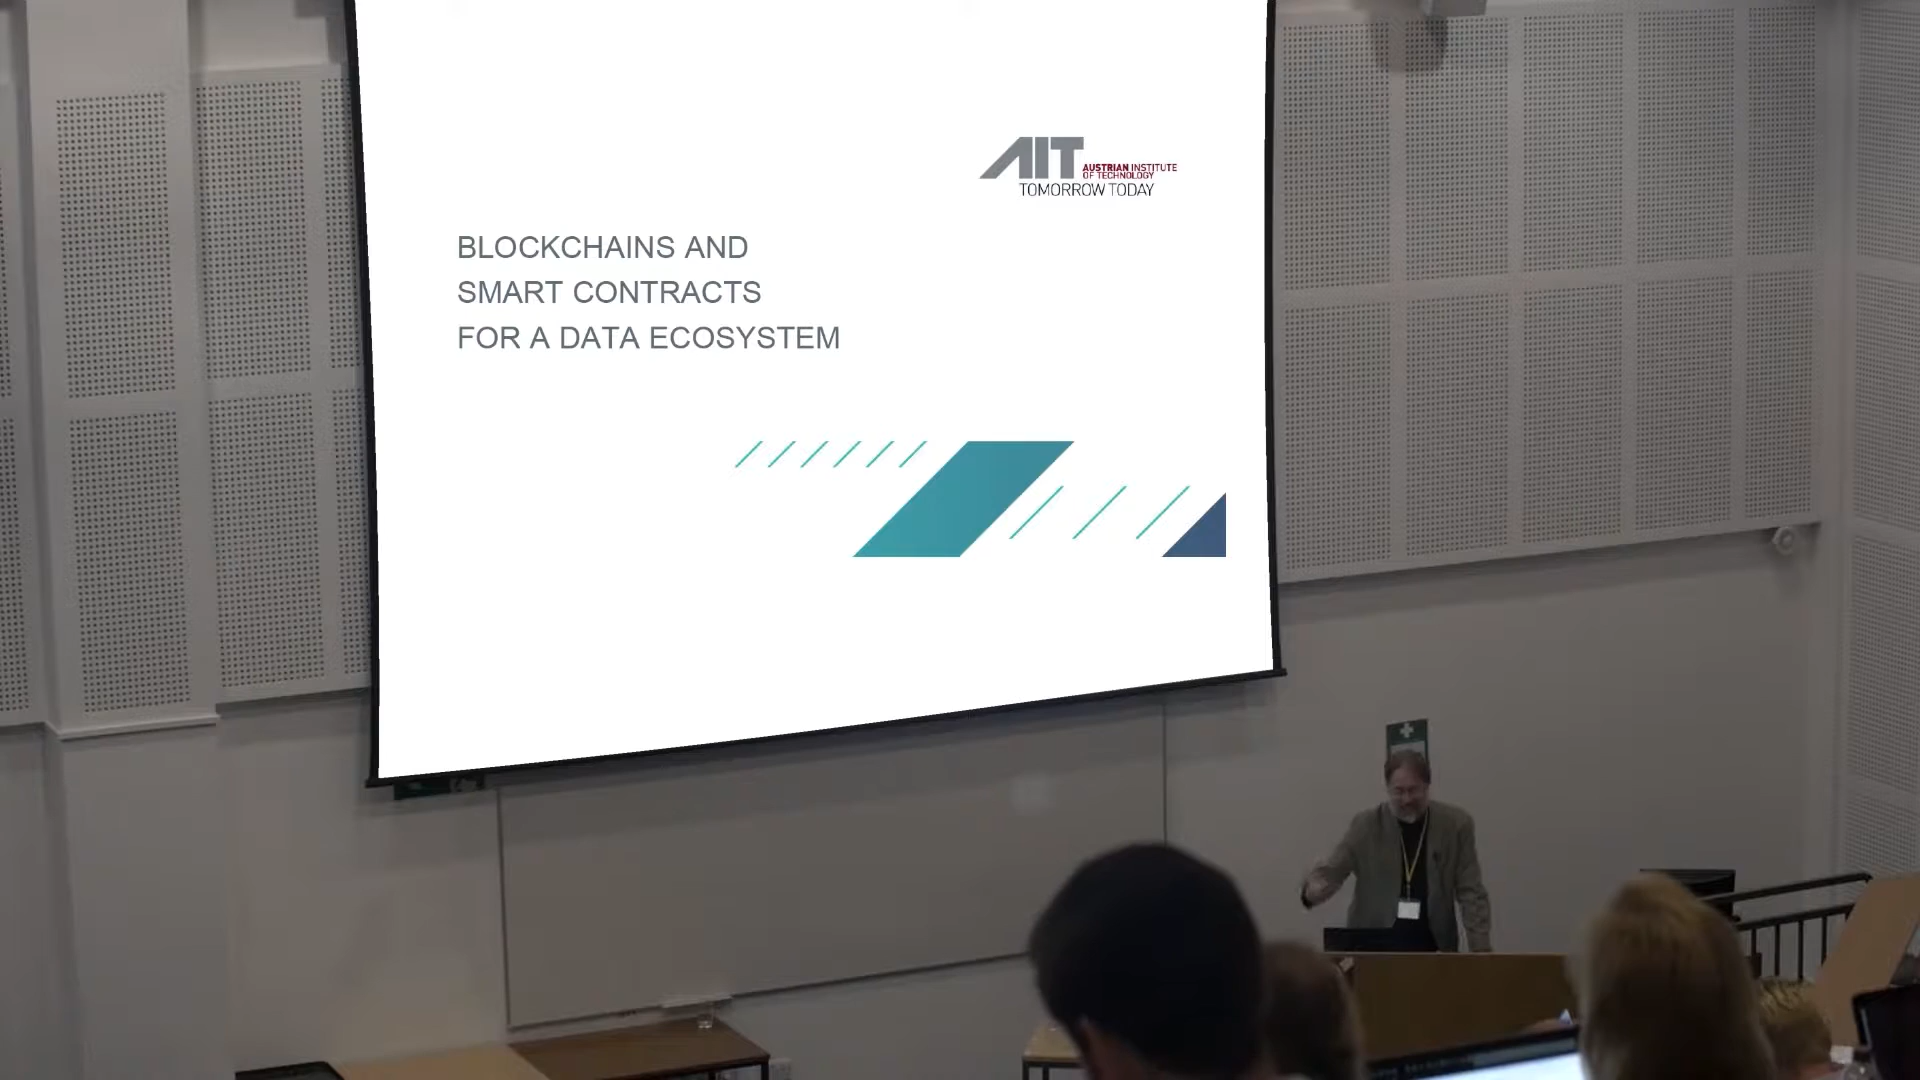 AIT
AUSTRIAN INSTITUTE
OF TECHNOLOGY
TOMORROW TODAY
BLOCKCHAINS AND
SMART CONTRACTS
FOR A DATA ECOSYSTEM